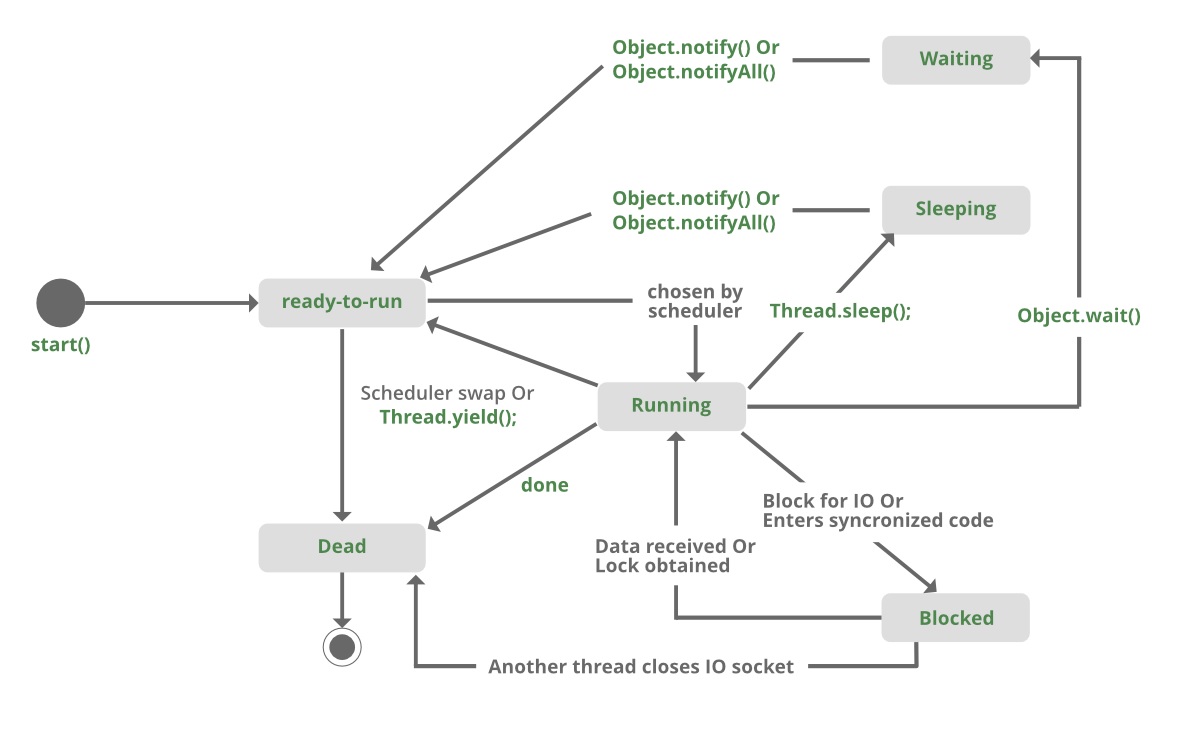 Object.notify() Or
Object.notifyAll()
Waiting
Object.notify() Or
Object.notifyAll()
Sleeping
ready-to-run
chosen by
scheduler
Thread.sleep();
Object.wait()
start()
Scheduler swap Or
Thread.yield();
Running
done
Block for IO Or
Enters syncronized code
Dead
Data received Or
Lock obtained
Blocked
Another thread closes IO socket